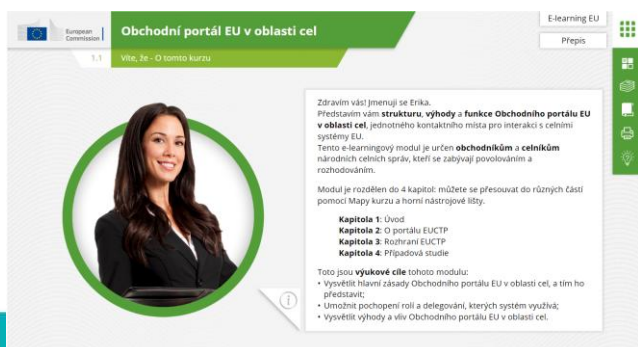 European
Commission
Obchodní portál EU v oblasti cel
E-learning EU
Přepis
1.1 Víte, že - O tomto kurzu
Zdravím vás! Jmenuji se Erika.
Představím vám strukturu, výhody a funkce Obchodního portálu EU
v oblasti cel, jednotného kontaktního místa pro interakci s celními
systémy EU.
Tento e-learningový modul je určen obchodníkům a celníkům
národních celních správ, kteří se zabývají povolováním a
rozhodováním.
Modul je rozdělen do 4 kapitol: můžete se přesouvat do různých částí
pomocí Mapy kurzu a horní nástrojové lišty.
Kapitola 1: Úvod
Kapitola 2: O portálu EUCTP
Kapitola 3: Rozhraní EUCTP
Kapitola 4: Případová studie
Toto jsou výukové cíle tohoto modulu:
• Vysvětlit hlavní zásady Obchodního portálu EU v oblasti cel, a tím ho
představit;
• Umožnit pochopení rolí a delegování, kterých systém využívá;
• Vysvětlit výhody a vliv Obchodního portálu EU v oblasti cel.